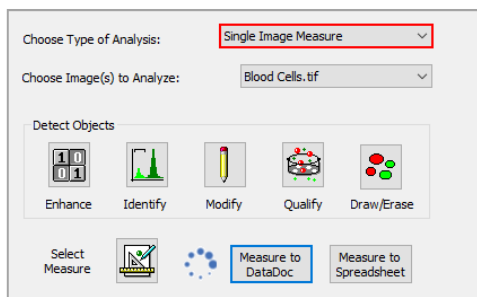 Choose Type of Analysis: Single Image Measure
Choose Image(s) to Analyze: Blood Cells.tif
Detect Objects
1 0
0 1
Enhance Identify Modify Qualify Draw/Erase
Select
Measure
Measure to
DataDoc
Measure to
Spreadsheet